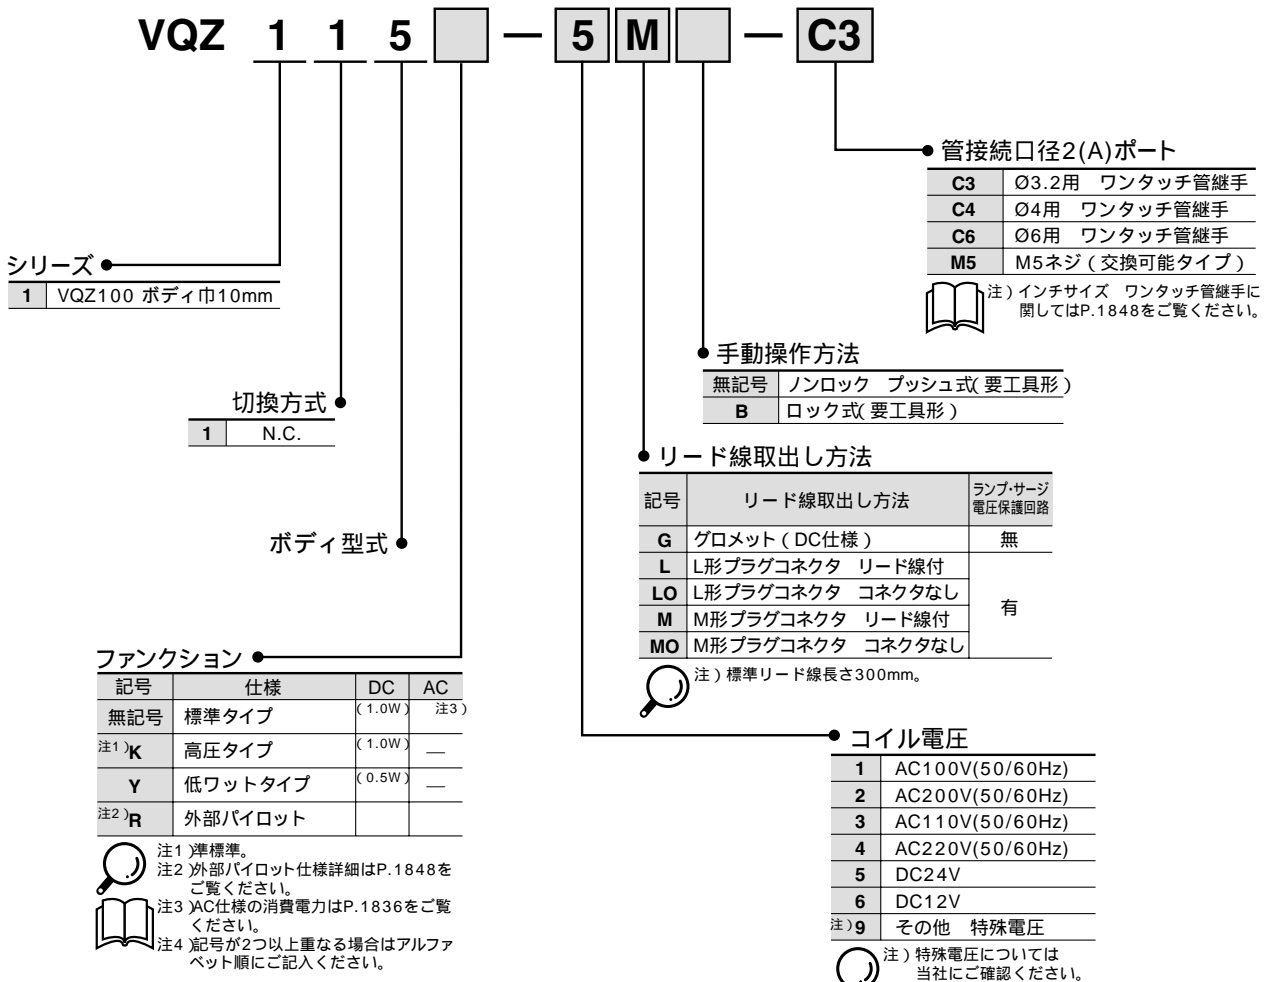 VQZ 1 1 5 － 5 M － C3
管接続口径2(A)ポート
C3 Ø3.2用　ワンタッチ管継手
C4 Ø4用　ワンタッチ管継手
C6 Ø6用　ワンタッチ管継手
M5 M5ネジ（交換可能タイプ）
注）インチサイズ　ワンタッチ管継手に
関してはP.1848をご覧ください。
シリーズ
1 VQZ100 ボディ巾10mm
手動操作方法
無記号 ノンロック　プッシュ式(要工具形)
B ロック式(要工具形)
切換方式
1 N.C.
リード線取出し方法
記号 リード線取出し方法 ランプ・サージ
電圧保護回路
G グロメット（DC仕様） 無
L L形プラグコネクタ　リード線付
LO L形プラグコネクタ　コネクタなし
有
M M形プラグコネクタ　リード線付
MO M形プラグコネクタ　コネクタなし
注）標準リード線長さ300mm。
ボディ型式
ファンクション
記号 仕様 DC AC
無記号 標準タイプ （1.0W） 注3）
注1）K 高圧タイプ （1.0W） —
Y 低ワットタイプ （0.5W） —
注2）R 外部パイロット
注1）準標準。
注2）外部パイロット仕様詳細はP.1848を
ご覧ください。
注3）AC仕様の消費電力はP.1836をご覧
ください。
注4）記号が2つ以上重なる場合はアルファ
ベット順にご記入ください。
コイル電圧
1 AC100V(50/60Hz)
2 AC200V(50/60Hz)
3 AC110V(50/60Hz)
4 AC220V(50/60Hz)
5 DC24V
6 DC12V
注）9 その他　特殊電圧
注）特殊電圧については
当社にご確認ください。